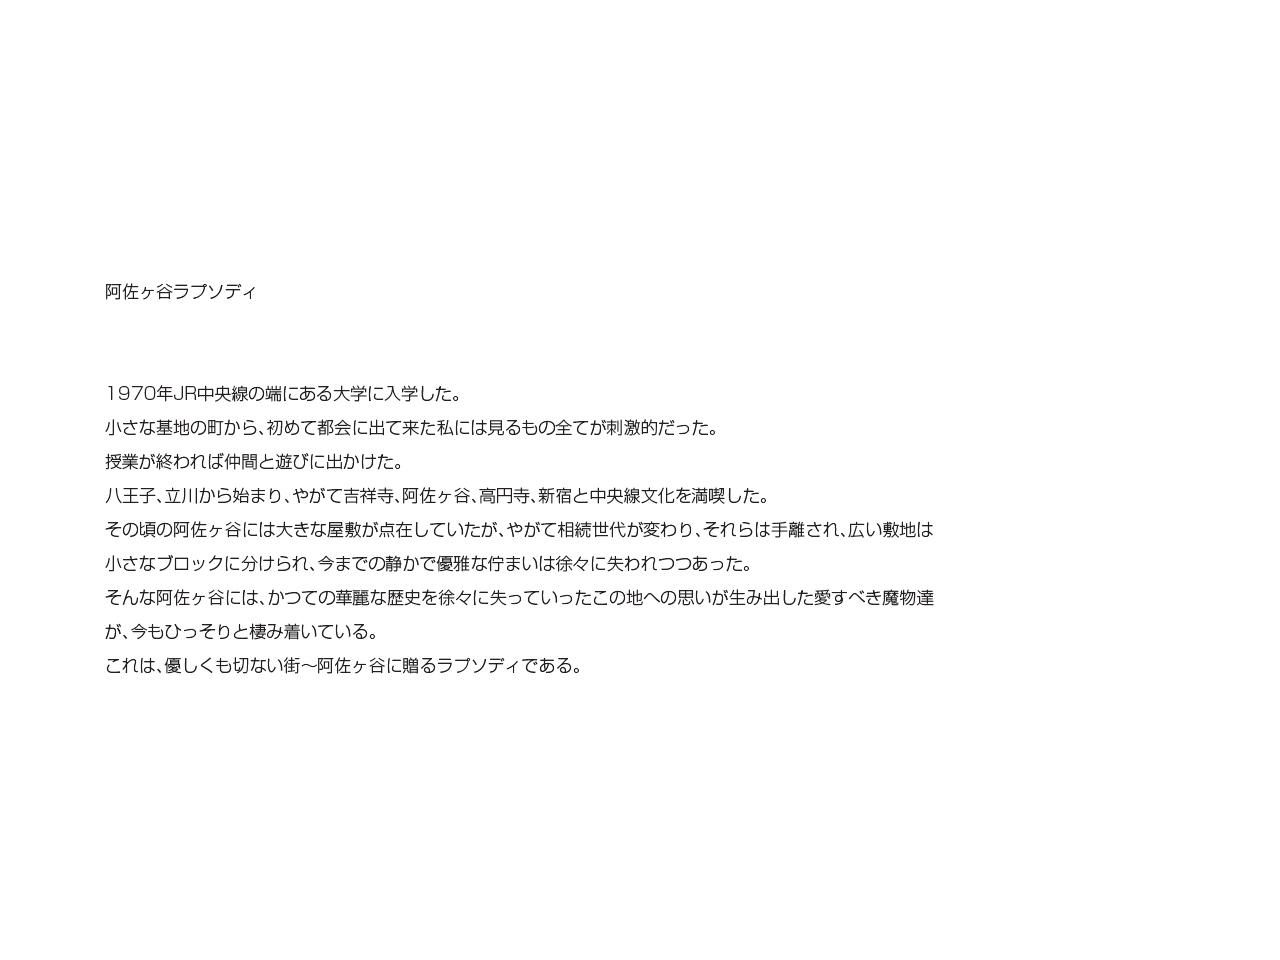 阿佐ヶ谷ラプソディ
1970年JR中央線の端にある大学に入学した。
小さな基地の町から、初めて都会に出て来た私には見るもの全てが刺激的だった。
授業が終われば仲間と遊びに出かけた。
八王子、立川から始まり、やがて吉祥寺、阿佐ヶ谷、高円寺、新宿と中央線文化を満喫した。
その頃の阿佐ヶ谷には大きな屋敷が点在していたが、やがて相続世代が変わり、それらは手離され、広い敷地は
小さなブロックに分けられ、今までの静かで優雅な佇まいは徐々に失われつつあった。
そんな阿佐ヶ谷には、かつての華麗な歴史を徐々に失っていったこの地への思いが生み出した愛すべき魔物達
が、今もひっそりと棲み着いている。
これは、優しくも切ない街〜阿佐ヶ谷に贈るラプソディである。